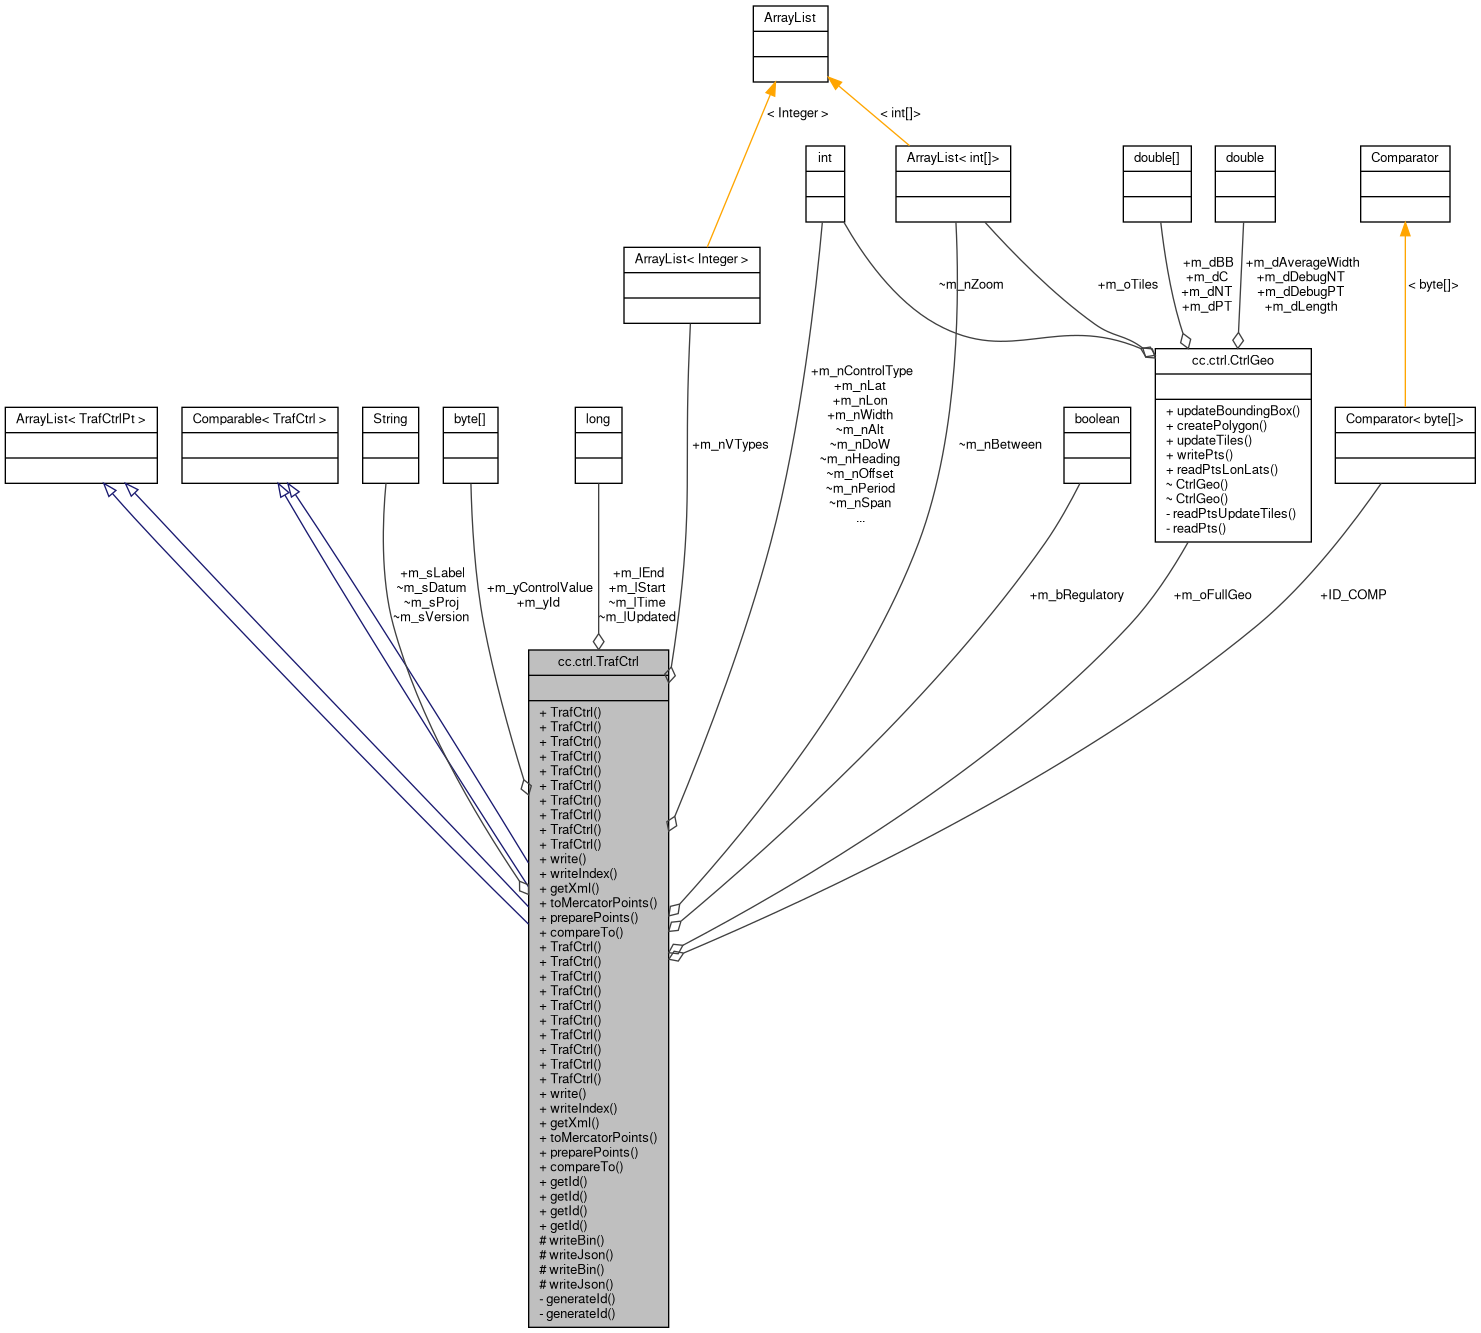 ArrayList
< Integer >
< int[]>
int
ArrayList< int[]>
double[]
double
Comparator
ArrayList< Integer >
~m_nZoom
+m_oTiles
+m_dBB
+m_dC
+m_dNT
+m_dPT
+m_dAverageWidth
+m_dDebugNT
+m_dDebugPT
+m_dLength
< byte[]>
cc.ctrl.CtrlGeo
+ updateBoundingBox()
+ createPolygon()
+ updateTiles()
+ writePts()
+ readPtsLonLats()
~ CtrlGeo()
~ CtrlGeo()
- readPtsUpdateTiles()
- readPts()
ArrayList< TrafCtrlPt >
Comparable< TrafCtrl >
String
byte[]
long
+m_nVTypes
+m_nControlType
+m_nLat
+m_nLon
+m_nWidth
~m_nAlt
~m_nDoW
~m_nHeading
~m_nOffset
~m_nPeriod
~m_nSpan
...
~m_nBetween
boolean
Comparator< byte[]>
+m_sLabel
~m_sDatum
~m_sProj
~m_sVersion
+m_yControlValue
+m_yId
+m_lEnd
+m_lStart
~m_lTime
~m_lUpdated
+m_bRegulatory
+m_oFullGeo
+ID_COMP
cc.ctrl.TrafCtrl
+ TrafCtrl()
+ TrafCtrl()
+ TrafCtrl()
+ TrafCtrl()
+ TrafCtrl()
+ TrafCtrl()
+ TrafCtrl()
+ TrafCtrl()
+ TrafCtrl()
+ TrafCtrl()
+ write()
+ writeIndex()
+ getXml()
+ toMercatorPoints()
+ preparePoints()
+ compareTo()
+ TrafCtrl()
+ TrafCtrl()
+ TrafCtrl()
+ TrafCtrl()
+ TrafCtrl()
+ TrafCtrl()
+ TrafCtrl()
+ TrafCtrl()
+ TrafCtrl()
+ TrafCtrl()
+ write()
+ writeIndex()
+ getXml()
+ toMercatorPoints()
+ preparePoints()
+ compareTo()
+ getId()
+ getId()
+ getId()
+ getId()
# writeBin()
# writeJson()
# writeBin()
# writeJson()
- generateId()
- generateId()